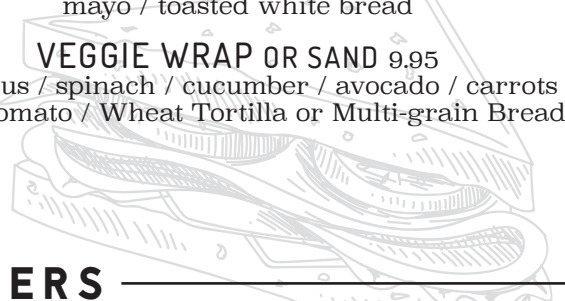 mayo / toasted white bread
VEGGIE WRAP OR SAND 9.95
us / spinach / cucumber / avocado / carrots
omato / Wheat Tortilla or Multi-grain Bread
ERS